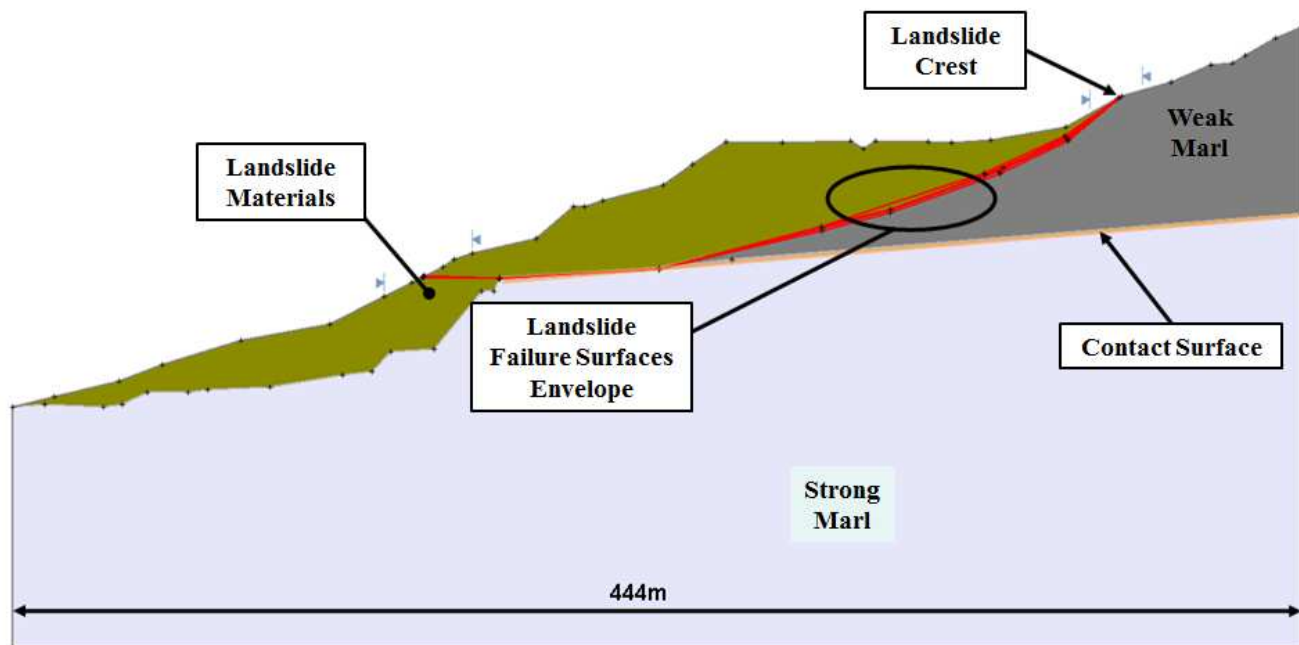 Landslide
Crest
Weak
Marl
Landslide
Materials
Landslide
Failure Surfaces
Envelope
Contact Surface
Strong
Marl
444m